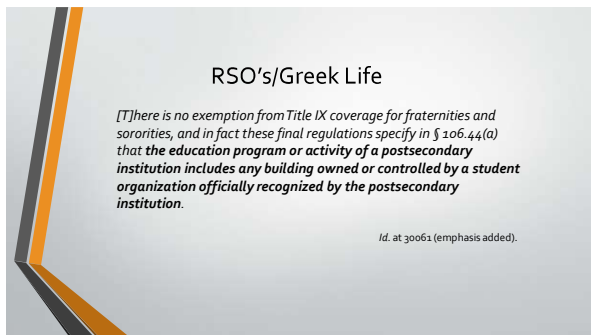 RSO's/Greek Life
[T]here is no exemption from Title IX coverage for fraternities and
sororities, and in fact these final regulations specify in § 106.44(a)
that the education program or activity of a postsecondary
institution includes any building owned or controlled by a student
organization officially recognized by the postsecondary
institution.
Id. at 30061 (emphasis added).